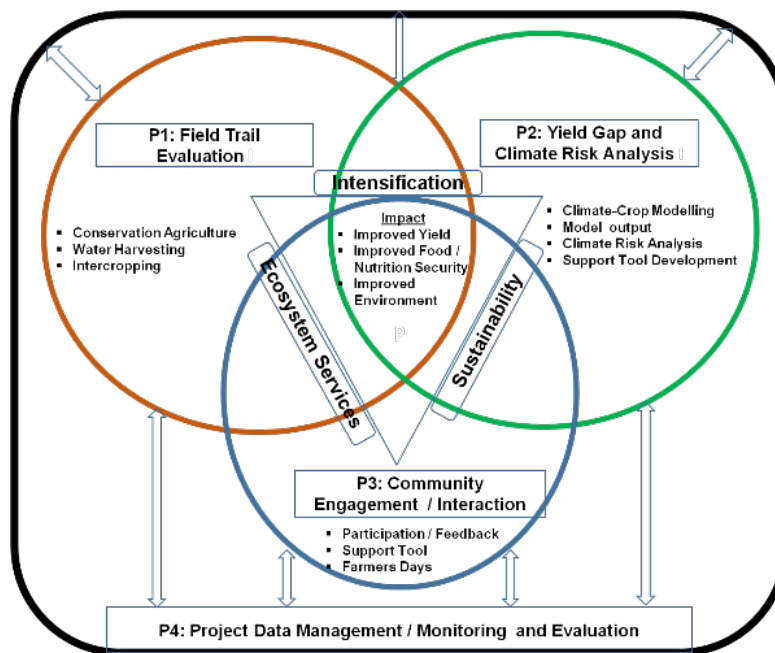 P1: Field Trail
Evaluation
P2: Yield Gap and
Climate Risk Analysis
Intensification
▪ Conservation Agriculture
▪ Water Harvesting
▪ Intercropping
Impact
▪ Improved Yield
▪ Improved Food /
Nutrition Security
▪ Improved
Environment
P
▪ Climate-Crop Modelling
▪ Model output
▪ Climate Risk Analysis
▪ Support Tool Development
Ecosystem Services
Sustainability
P3: Community
Engagement / Interaction
▪ Participation / Feedback
▪ Support Tool
▪ Farmers Days
P4: Project Data Management / Monitoring and Evaluation